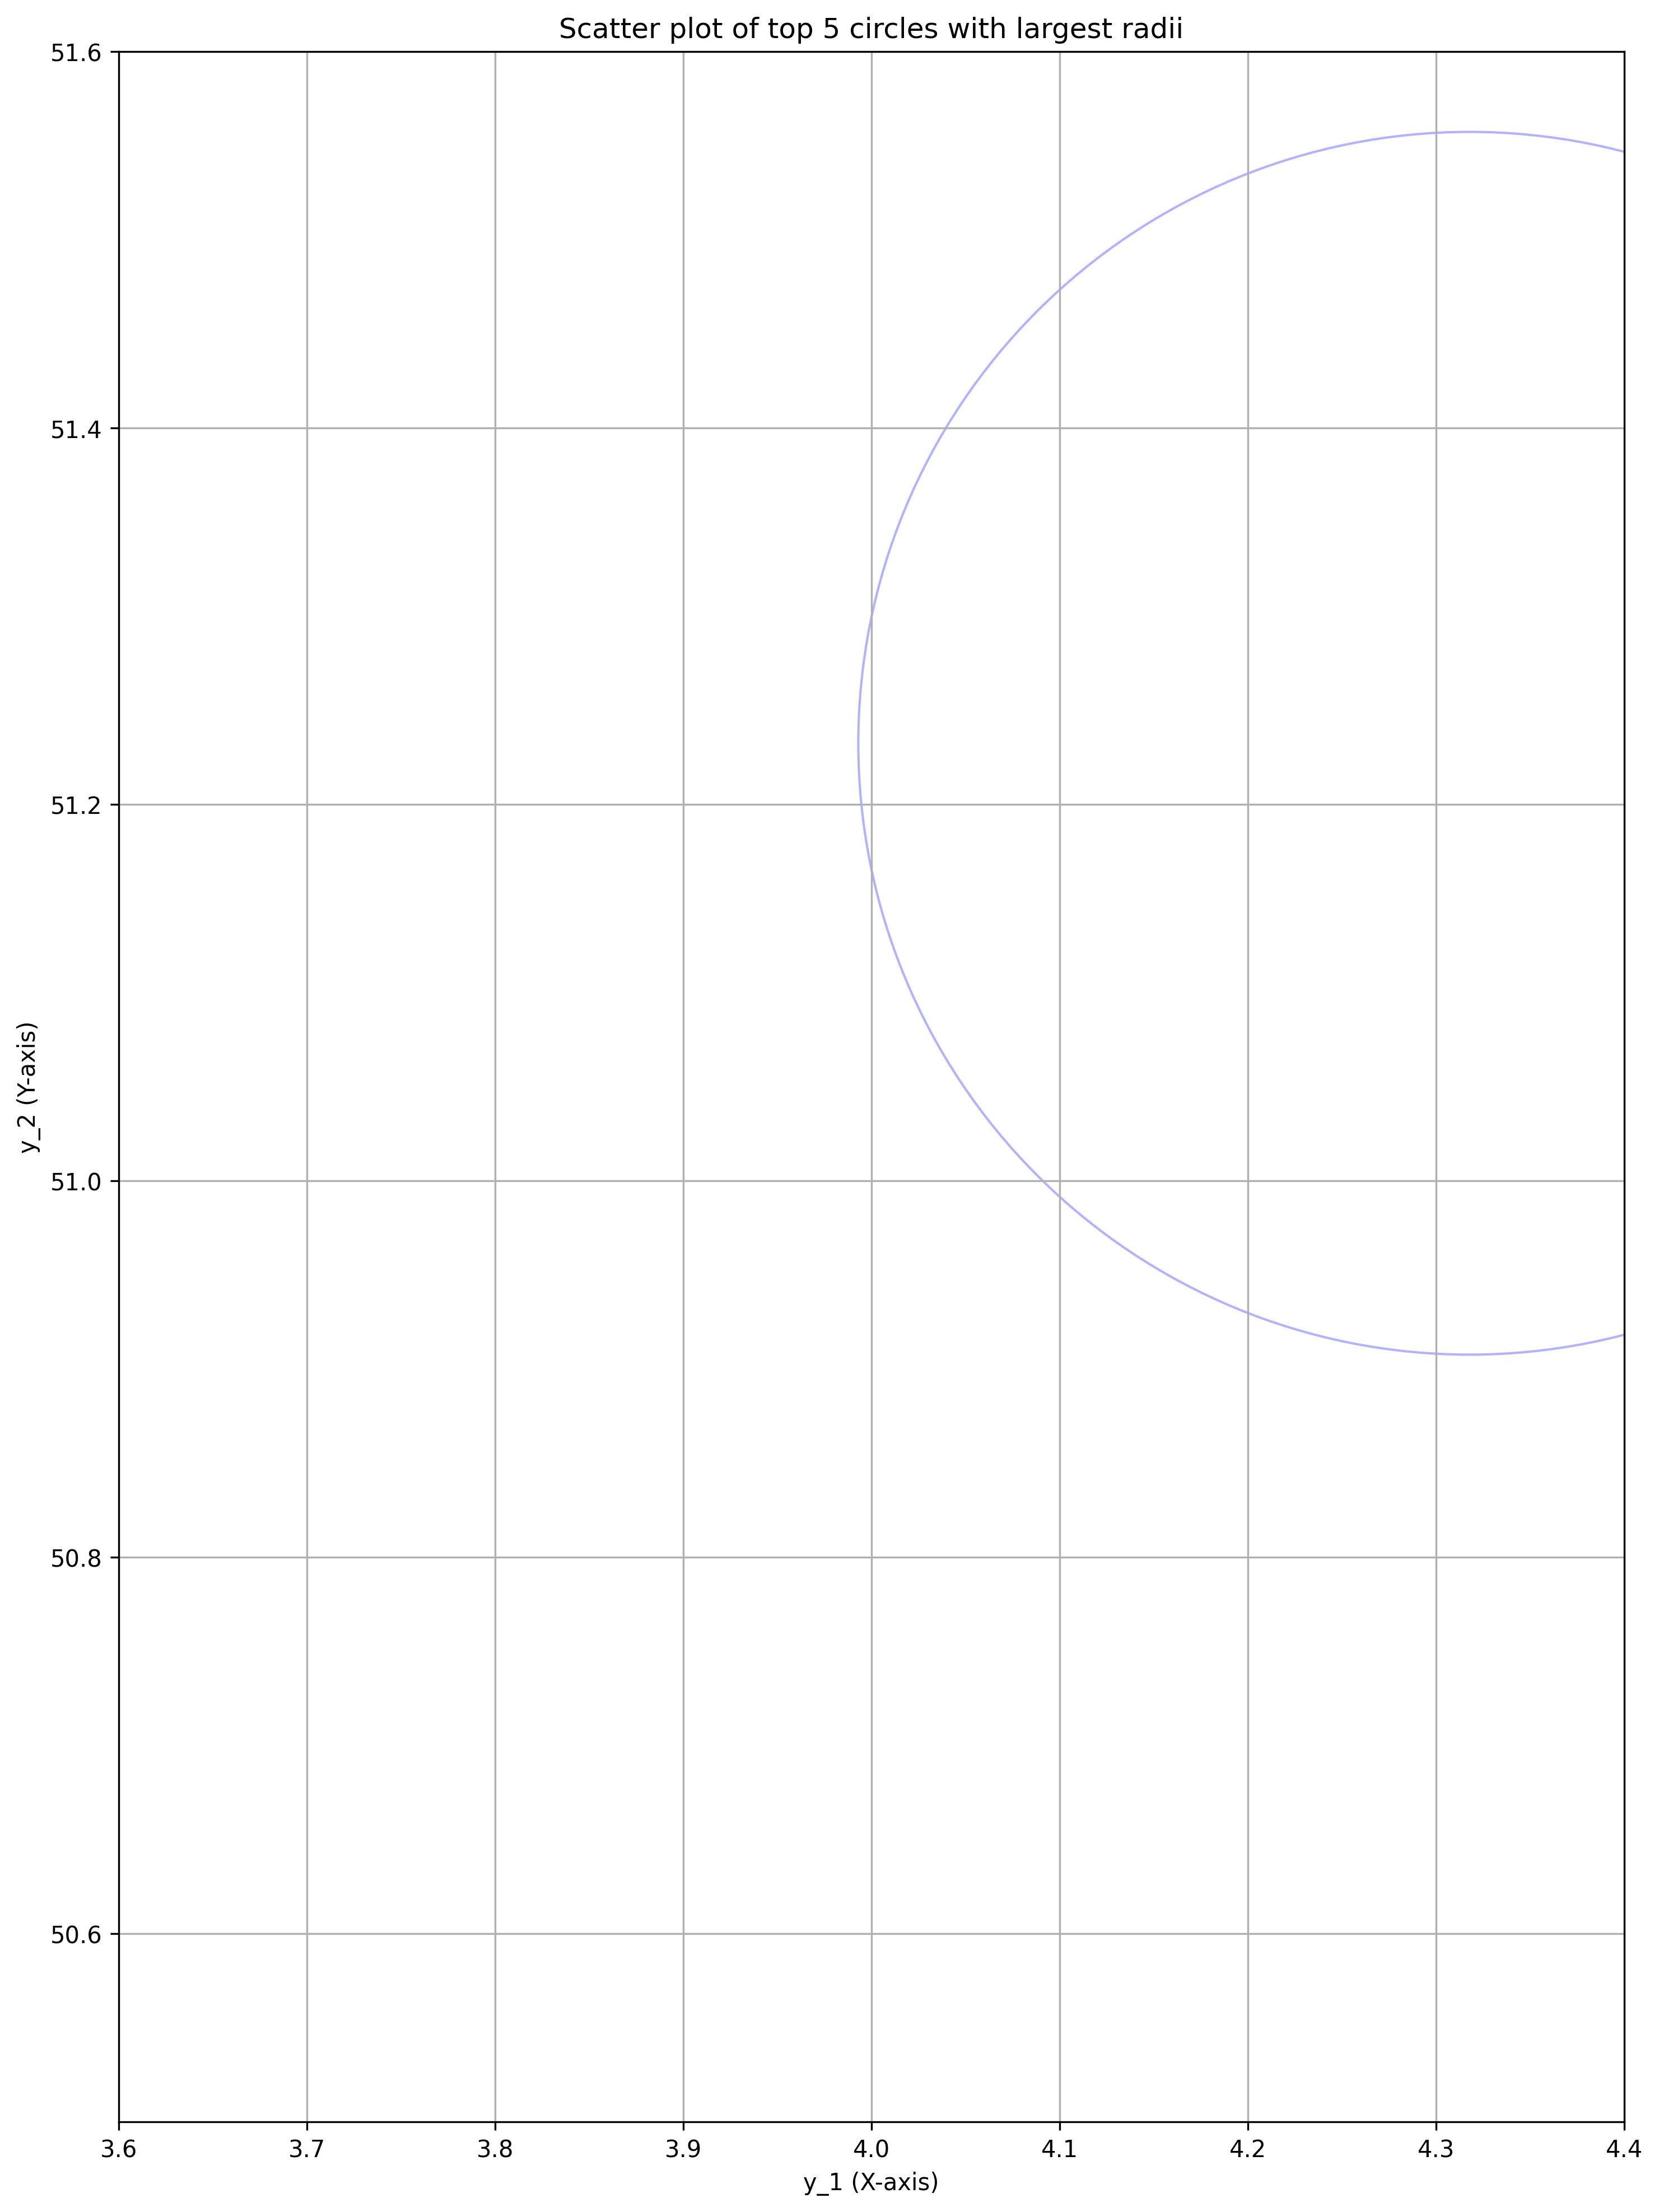 Scatter plot of top 5 circles with largest radii
51.6
51.4
51.2
51.0
50.8
50.6
y_2 (Y-axis)
3.6 3.7 3.8 3.9 4.0 4.1 4.2 4.3 4.4
y_1 (X-axis)